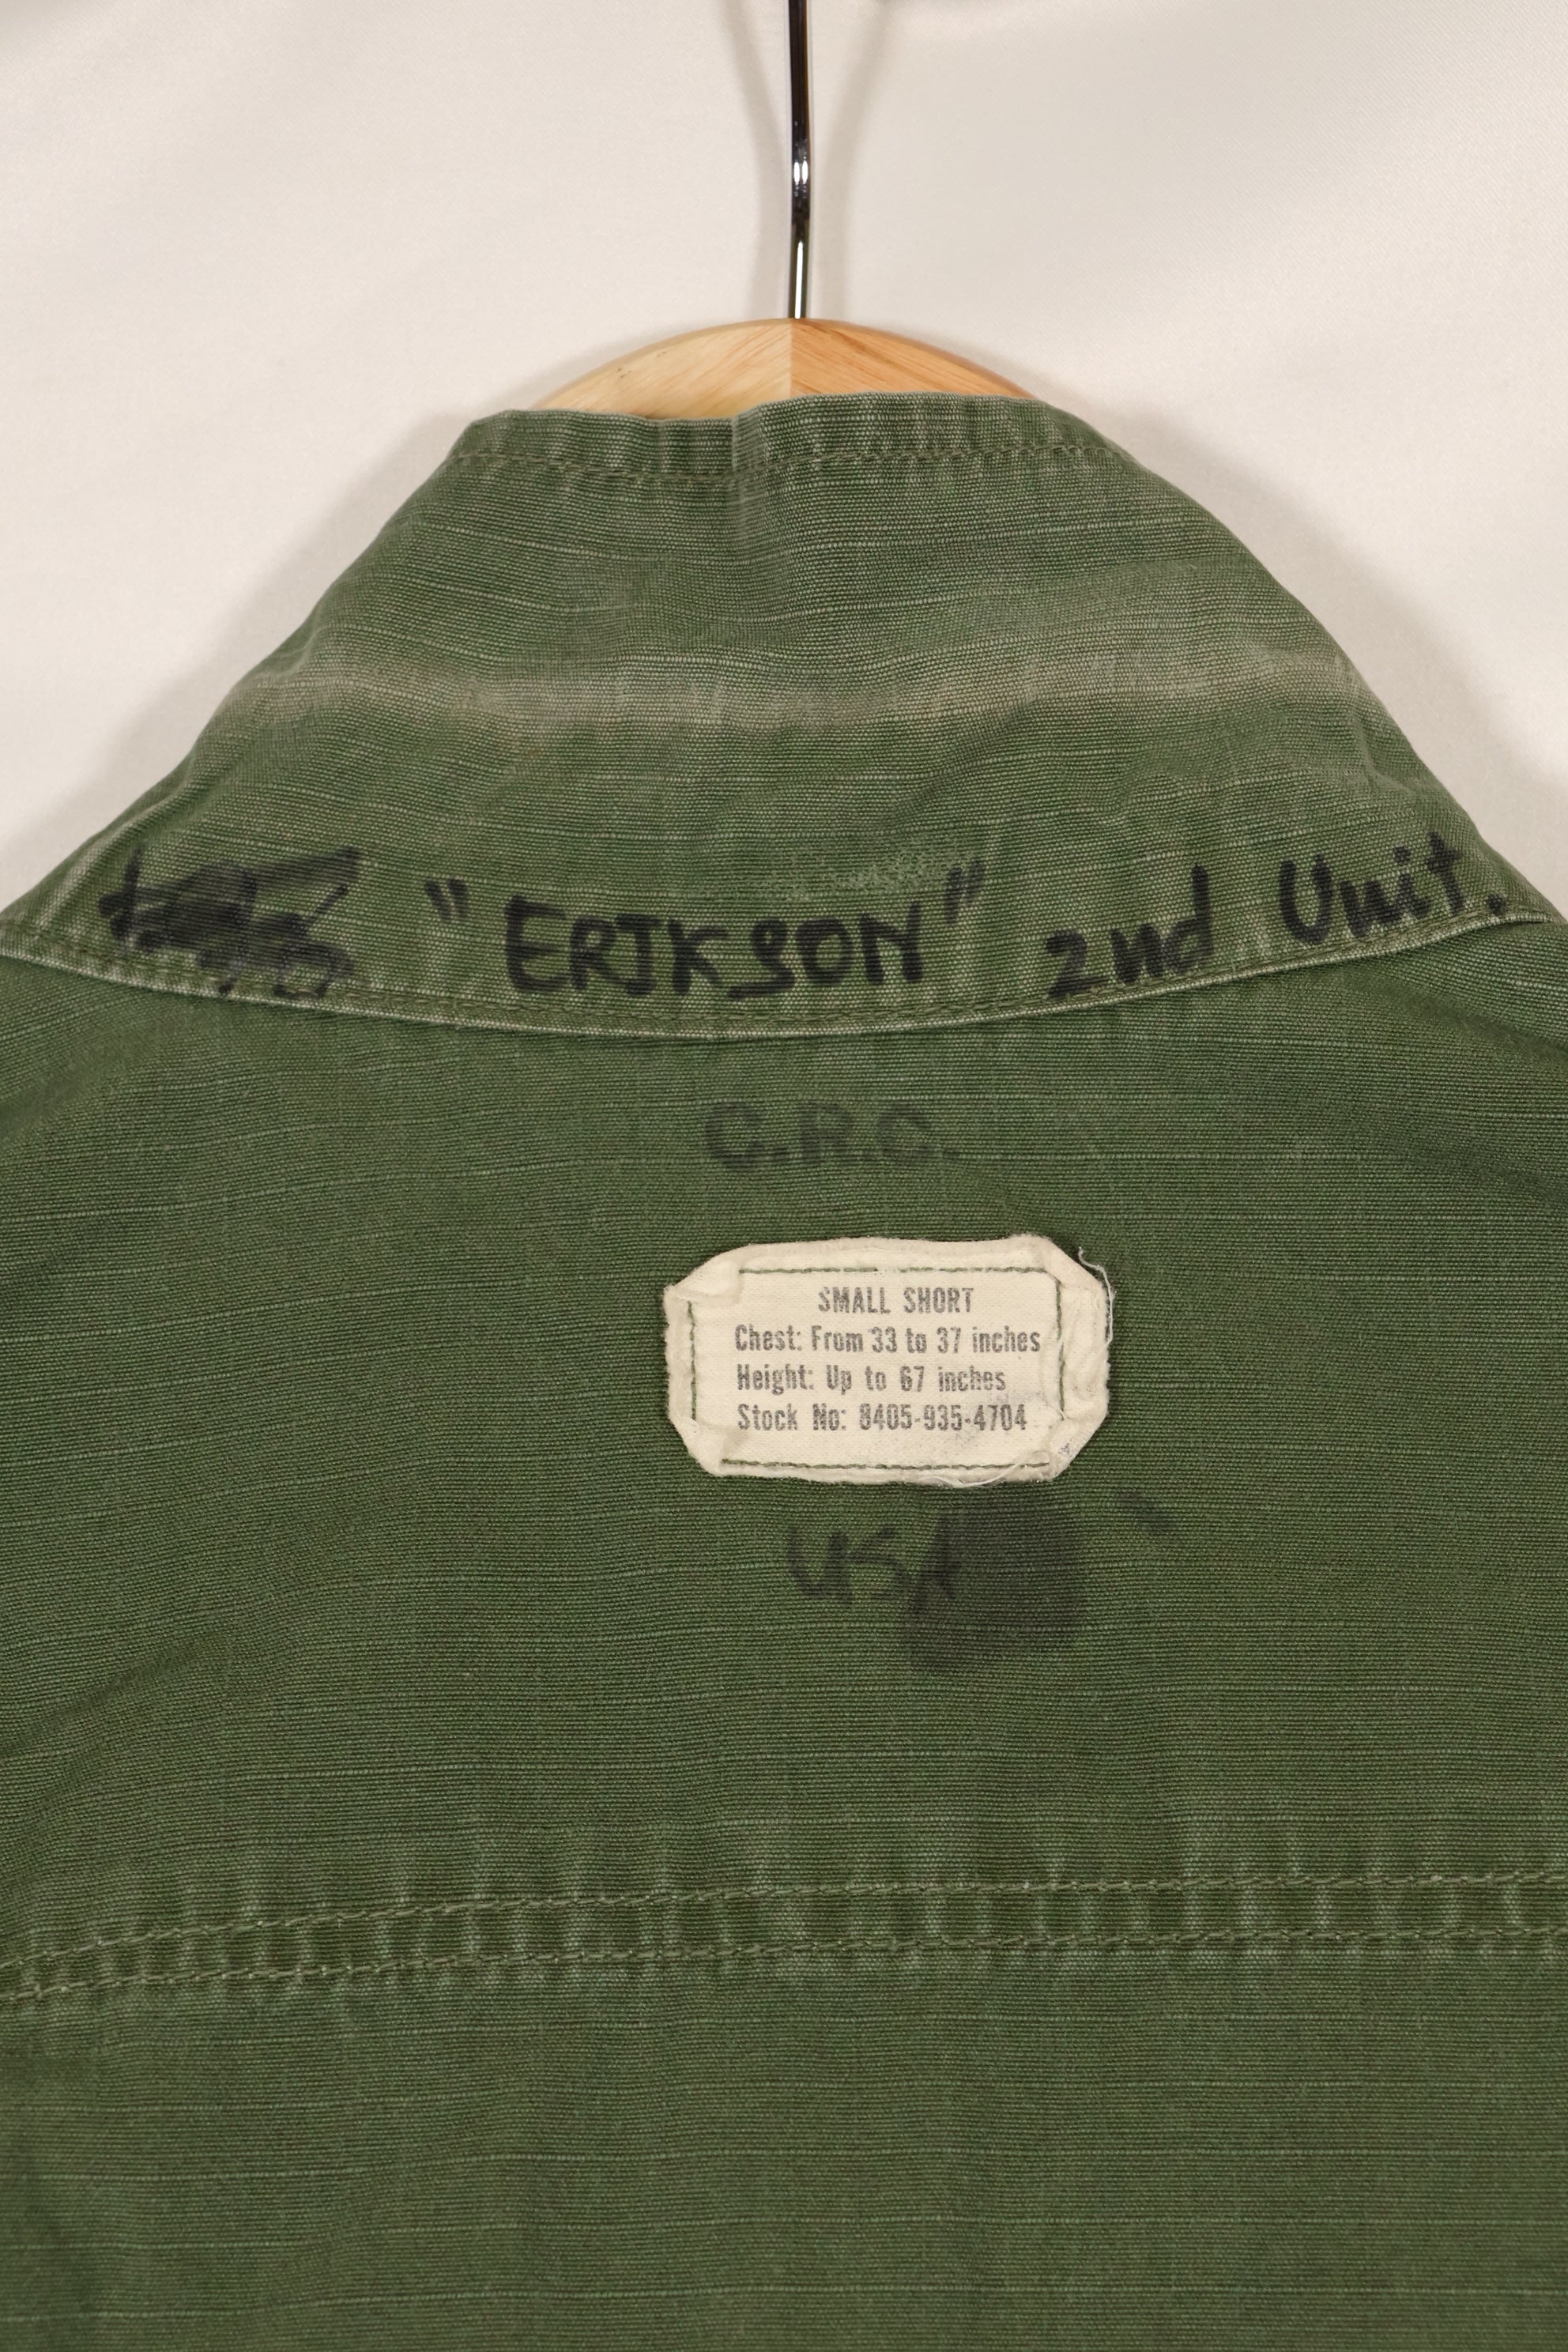 "ERIKSON" 2nd Unit.
C.R.C.
SMALL SHORT
Chest: From 33 to 37 inches
Height: Up to 67 inches
Stock No: 8405-935-4704
USA